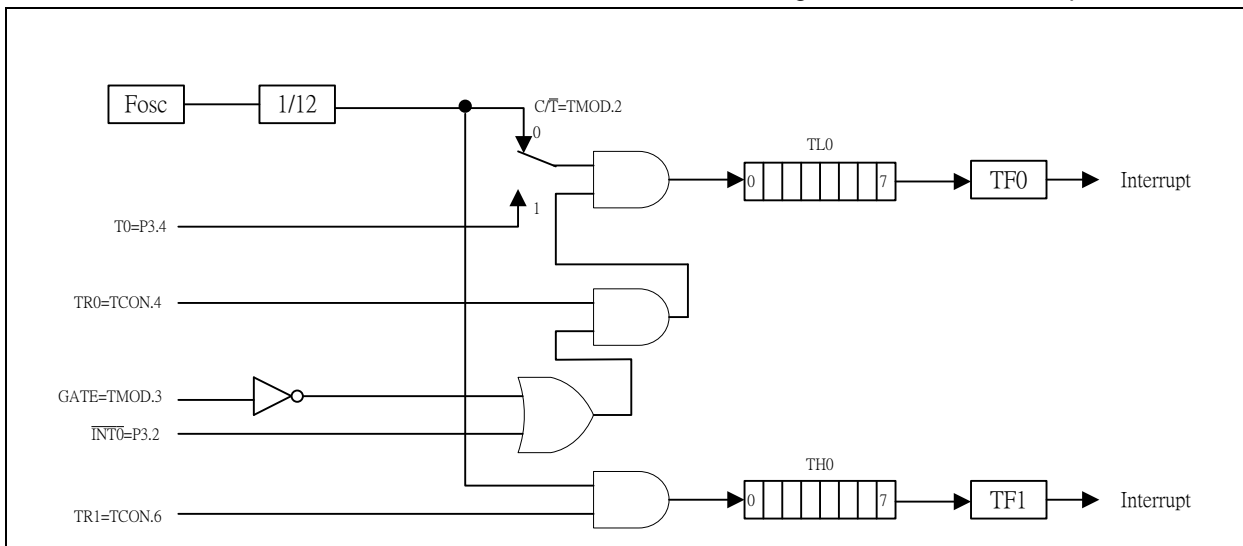 Fosc
1/12
C/T̅=TMOD.2
0
1
T0=P3.4
TL0
0
7
TF0
Interrupt
TR0=TCON.4
GATE=TMOD.3
I̅N̅T̅0̅=P3.2
TR1=TCON.6
TH0
0
7
TF1
Interrupt